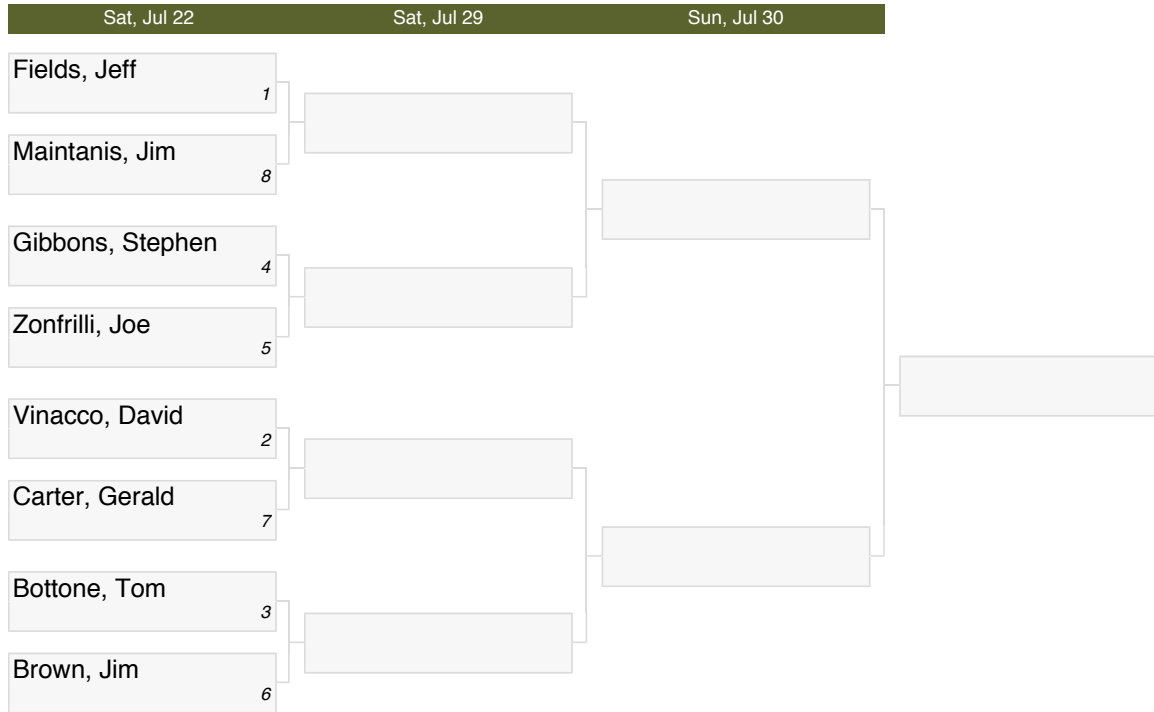 Sat, Jul 22 Sat, Jul 29 Sun, Jul 30
Fields, Jeff
1
Maintanis, Jim
8
Gibbons, Stephen
4
Zonfrilli, Joe
5
Vinacco, David
2
Carter, Gerald
7
Bottone, Tom
3
Brown, Jim
6